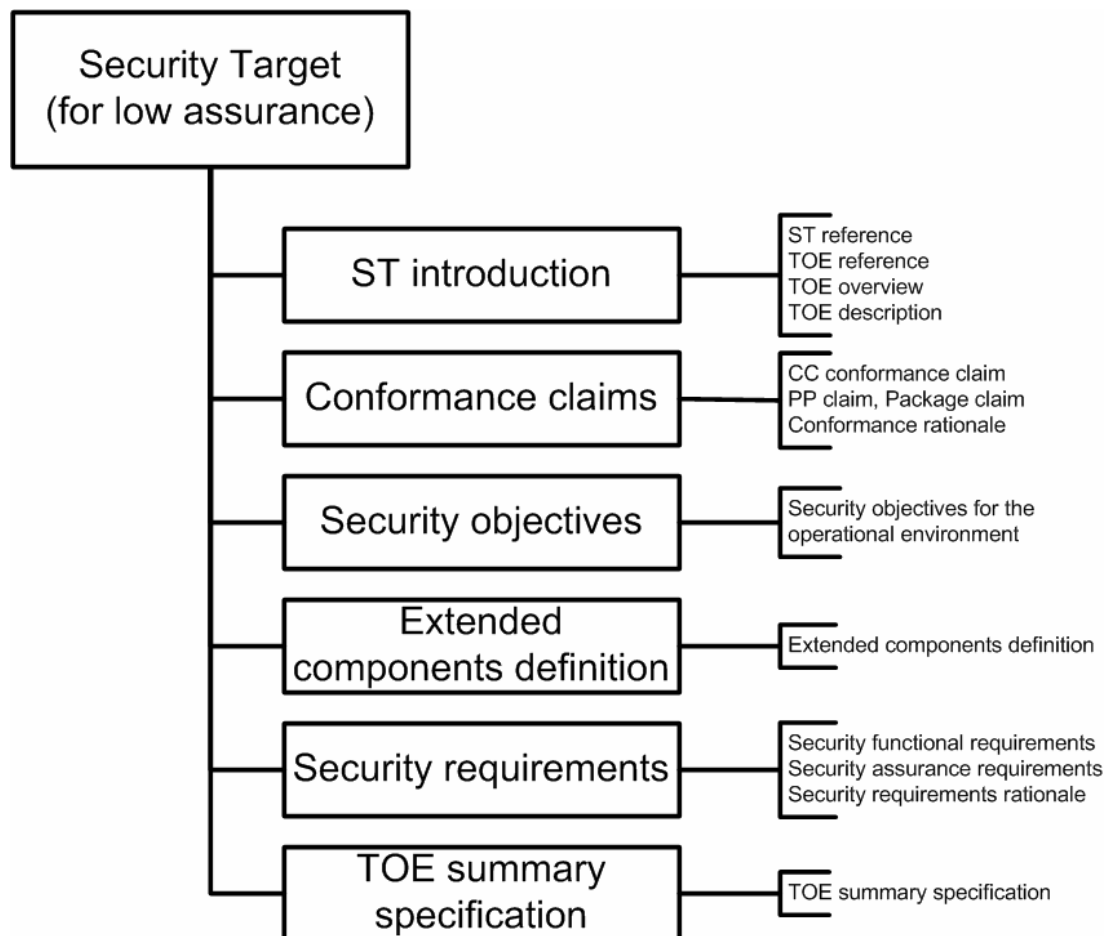 Security Target
(for low assurance)
ST introduction
ST reference
TOE reference
TOE overview
TOE description
Conformance claims
CC conformance claim
PP claim, Package claim
Conformance rationale
Security objectives
Security objectives for the
operational environment
Extended
components definition
Extended components definition
Security requirements
Security functional requirements
Security assurance requirements
Security requirements rationale
TOE summary
specification
TOE summary specification